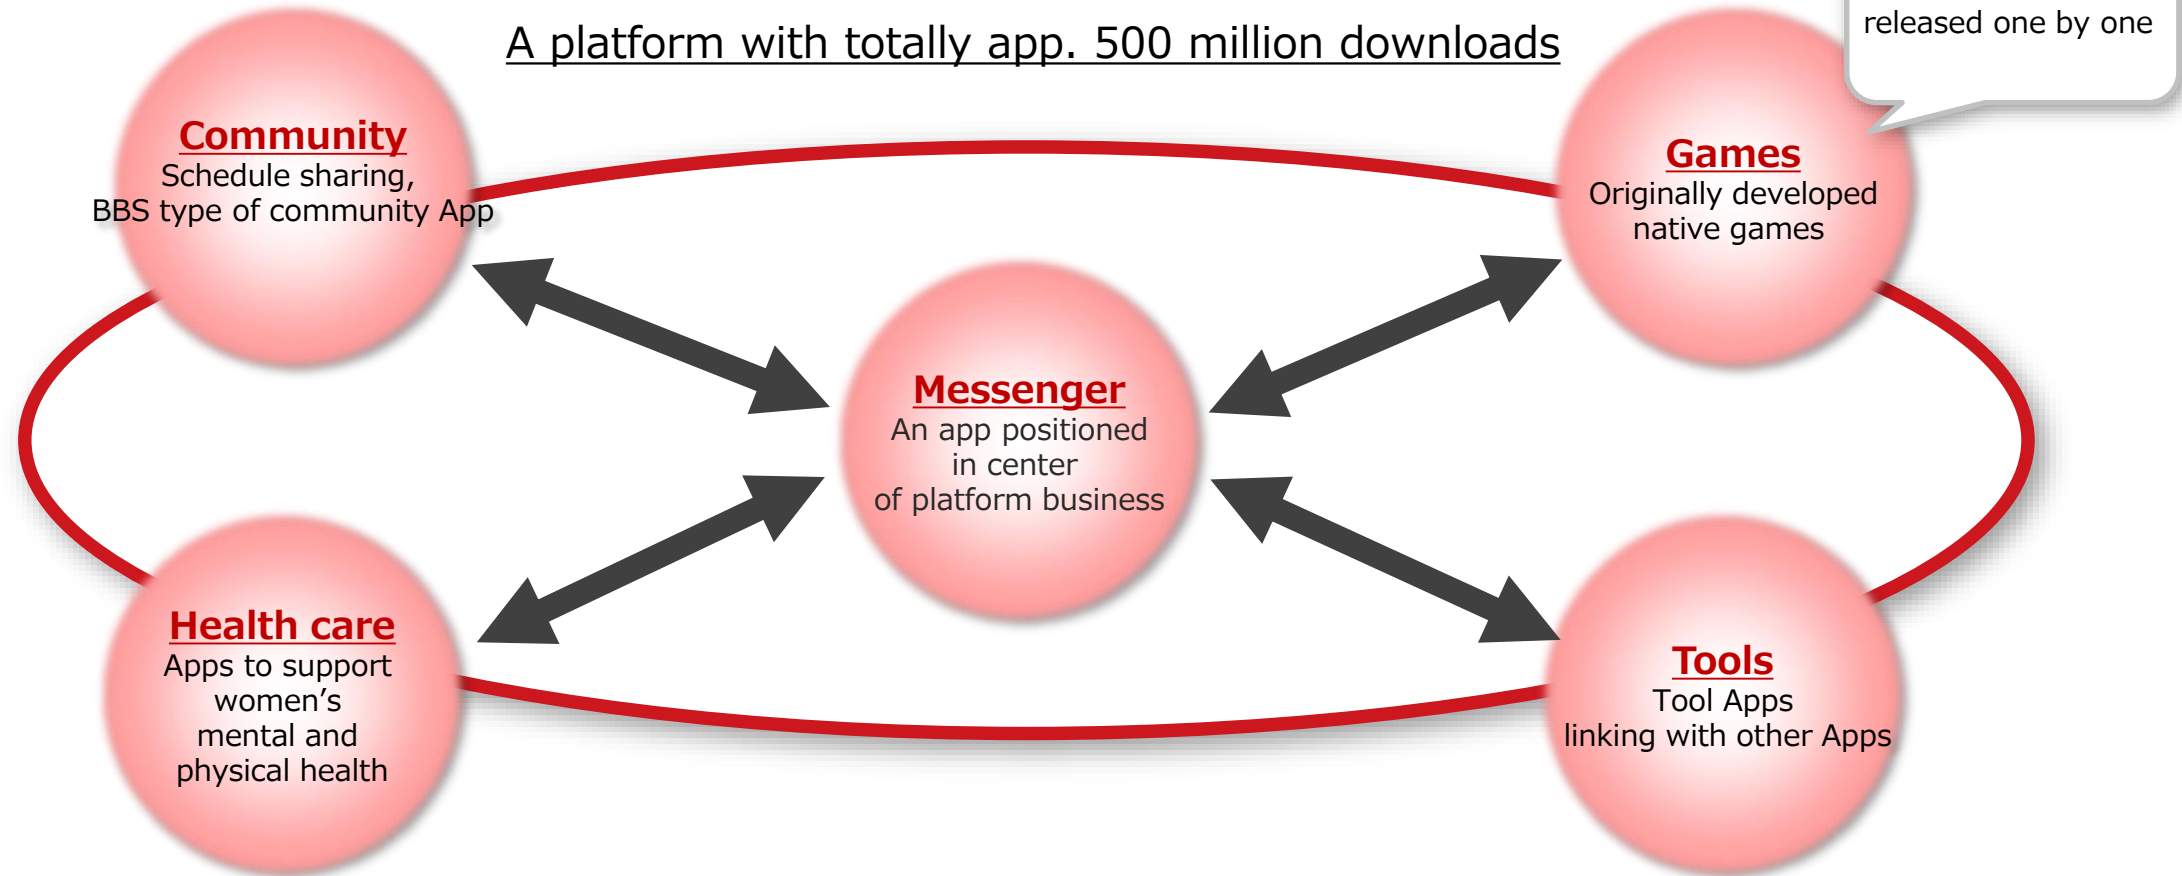 A platform with totally app. 500 million downloads
released one by one
Community
Schedule sharing,
BBS type of community App
Games
Originally developed
native games
Messenger
An app positioned
in center
of platform business
Health care
Apps to support
women’s
mental and
physical health
Tools
Tool Apps
linking with other Apps